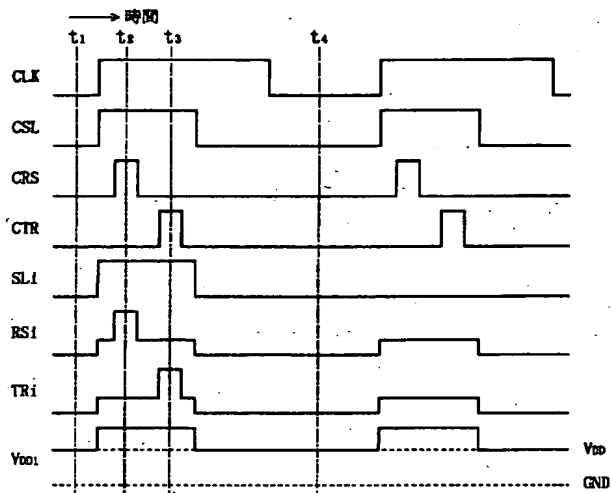 時間
t1 t2 t3 t4
CLK
CSL
CRS
CTR
SLi
RSi
TRi
VDD1 VDD
GND